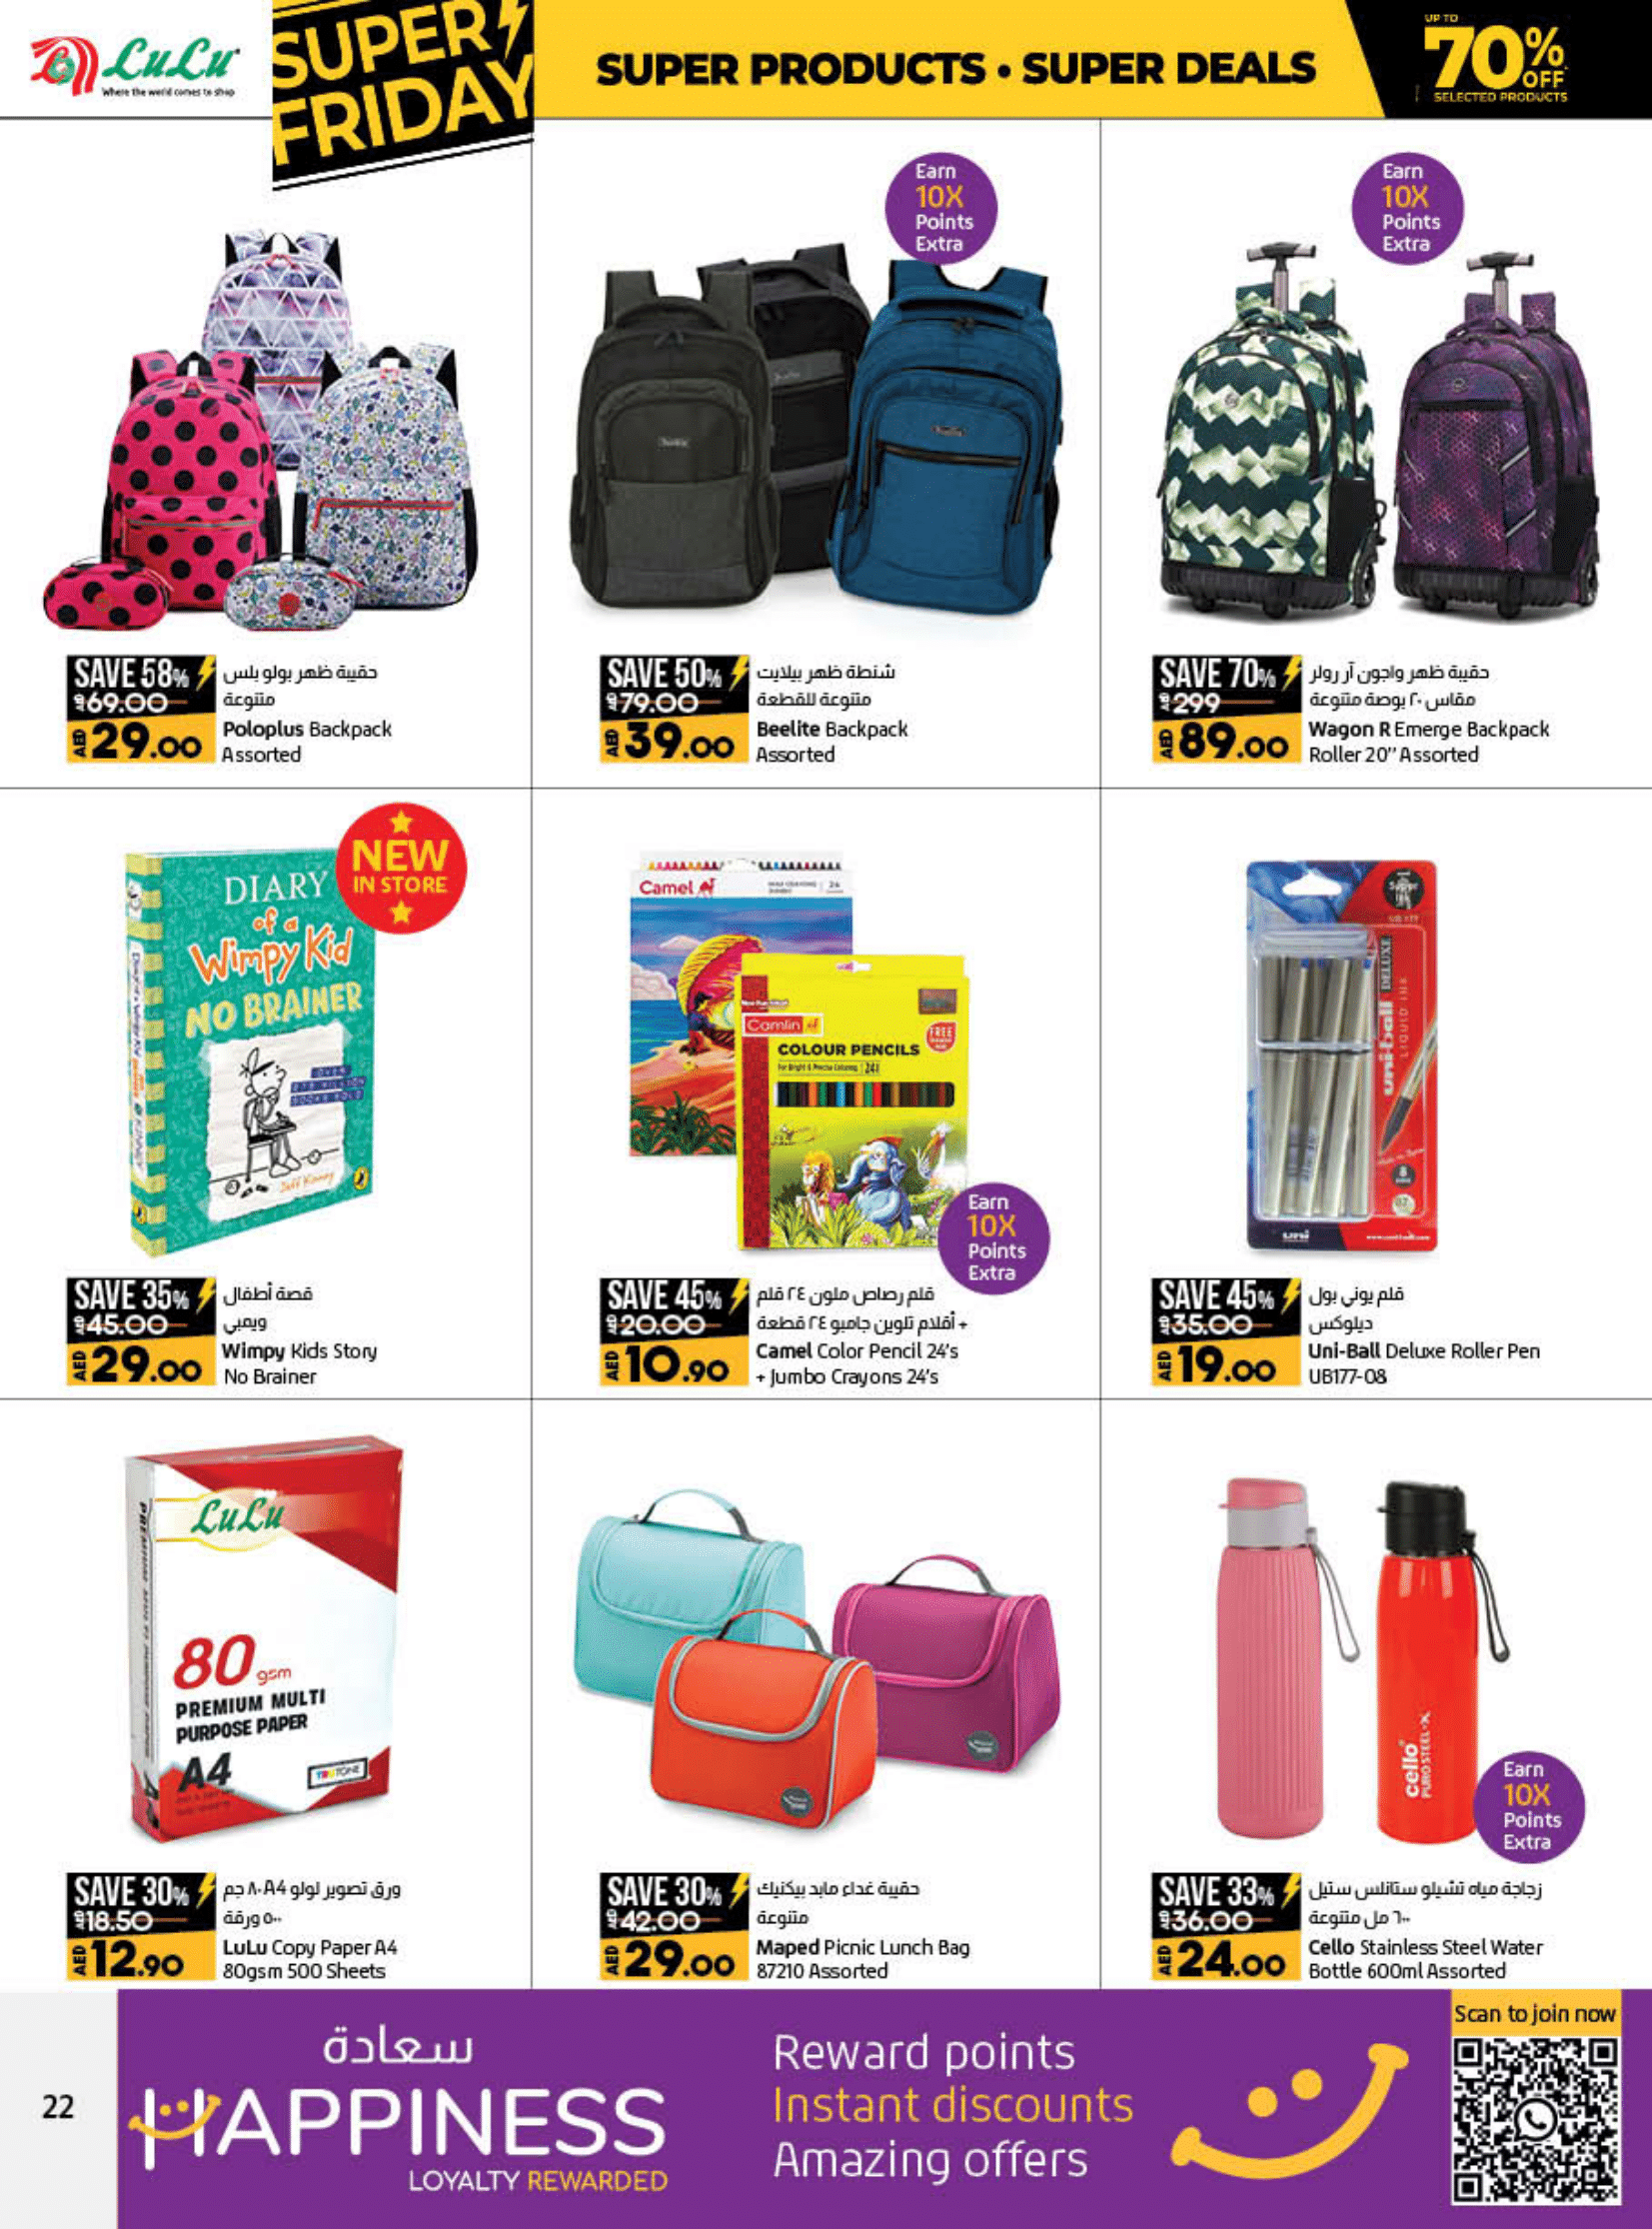 LuLu
Where the world comes to shop
SUPER
FRIDAY
SUPER PRODUCTS • SUPER DEALS
UP TO
70% OFF
SELECTED PRODUCTS
Earn
10X
Points
Extra
Earn
10X
Points
Extra
SAVE 58%
69.00
AED 29.00
حقيبة ظهر بولو بلس
متنوعة
Poloplus Backpack
Assorted
SAVE 50%
79.00
AED 39.00
شنطة ظهر بيلايت
متنوعة للقطعة
Beelite Backpack
Assorted
SAVE 70%
299
AED 89.00
حقيبة ظهر واجون آر رولر
مقاس ٢٠ بوصة متنوعة
Wagon R Emerge Backpack
Roller 20" Assorted
NEW
IN STORE
DIARY
of a
Wimpy Kid
NO BRAINER
Jeff Kinney
SAVE 35%
45.00
AED 29.00
قصة أطفال
ويمبي
Wimpy Kids Story
No Brainer
Camel
24
Camlin
FREE
COLOUR PENCILS
Earn
10X
Points
Extra
SAVE 45%
20.00
AED 10.90
قلم رصاص ملون ٢٤ قلم
+ أقلام تلوين جامبو ٢٤ قطعة
Camel Color Pencil 24's
+ Jumbo Crayons 24's
uni-ball
DELUXE
LIQUID INK
uni
SAVE 45%
35.00
AED 19.00
قلم يوني بول
ديلوكس
Uni-Ball Deluxe Roller Pen
UB177-08
LuLu
80 gsm
PREMIUM MULTI
PURPOSE PAPER
A4
TRUTONE
SAVE 30%
18.50
AED 12.90
ورق تصوير لولو A4 ٨٠ جم
٥٠٠ ورقة
LuLu Copy Paper A4
80gsm 500 Sheets
SAVE 30%
42.00
AED 29.00
حقيبة غداء مابد بيكنيك
متنوعة
Maped Picnic Lunch Bag
87210 Assorted
cello
PURO STEEL-X
Earn
10X
Points
Extra
SAVE 33%
36.00
AED 24.00
زجاجة مياه تشيلو ستانلس ستيل
٦٠٠ مل متنوعة
Cello Stainless Steel Water
Bottle 600ml Assorted
22
سعادة
HAPPINESS
LOYALTY REWARDED
Reward points
Instant discounts
Amazing offers
Scan to join now